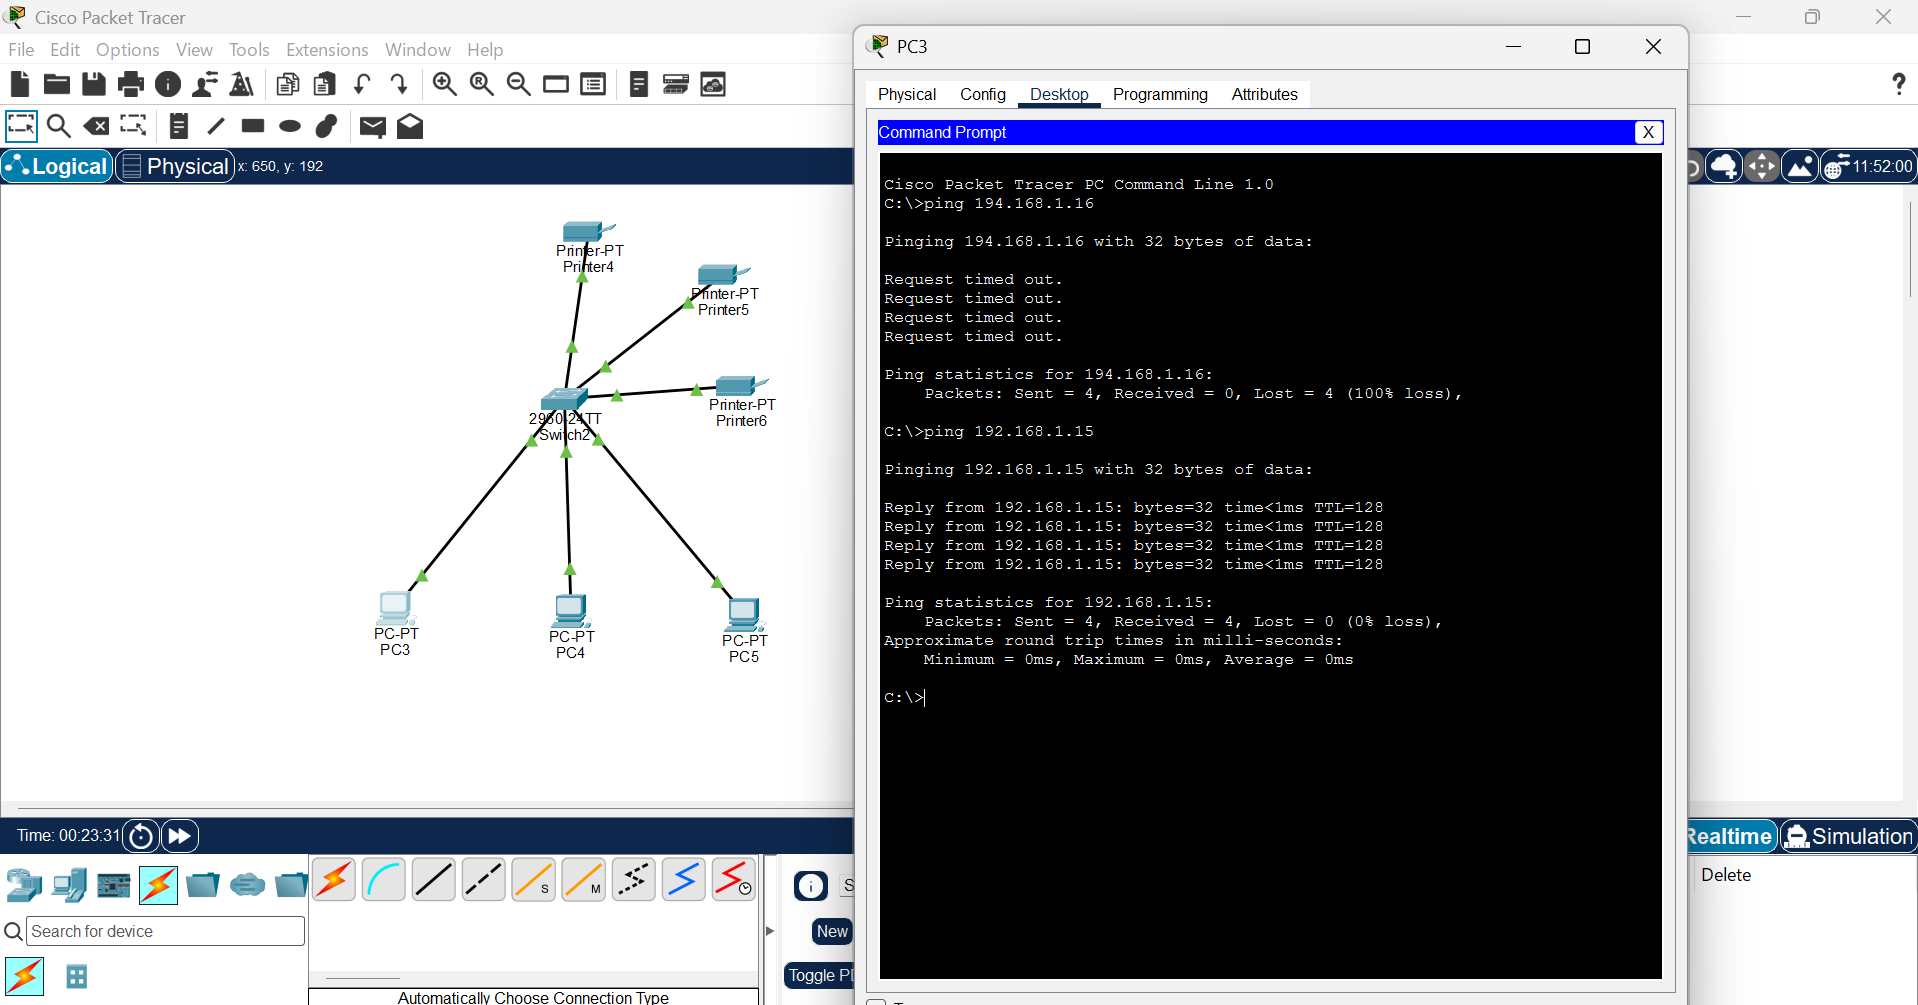 Cisco Packet Tracer
File Edit Options View Tools Extensions Window Help
Logical Physical x: 650, y: 192
11:52:00
Printer-PT
Printer4
Printer-PT
Printer5
Printer-PT
Printer6
2960-24TT
Switch2
PC-PT
PC3
PC-PT
PC4
PC-PT
PC5
Time: 00:23:31
Realtime Simulation
Search for device
S
M
Automatically Choose Connection Type
New
Toggle
Delete
PC3
Physical Config Desktop Programming Attributes
Command Prompt X
Cisco Packet Tracer PC Command Line 1.0
C:\>ping 194.168.1.16
Pinging 194.168.1.16 with 32 bytes of data:
Request timed out.
Request timed out.
Request timed out.
Request timed out.
Ping statistics for 194.168.1.16:
Packets: Sent = 4, Received = 0, Lost = 4 (100% loss),
C:\>ping 192.168.1.15
Pinging 192.168.1.15 with 32 bytes of data:
Reply from 192.168.1.15: bytes=32 time<1ms TTL=128
Reply from 192.168.1.15: bytes=32 time<1ms TTL=128
Reply from 192.168.1.15: bytes=32 time<1ms TTL=128
Reply from 192.168.1.15: bytes=32 time<1ms TTL=128
Ping statistics for 192.168.1.15:
Packets: Sent = 4, Received = 4, Lost = 0 (0% loss),
Approximate round trip times in milli-seconds:
Minimum = 0ms, Maximum = 0ms, Average = 0ms
C:\>